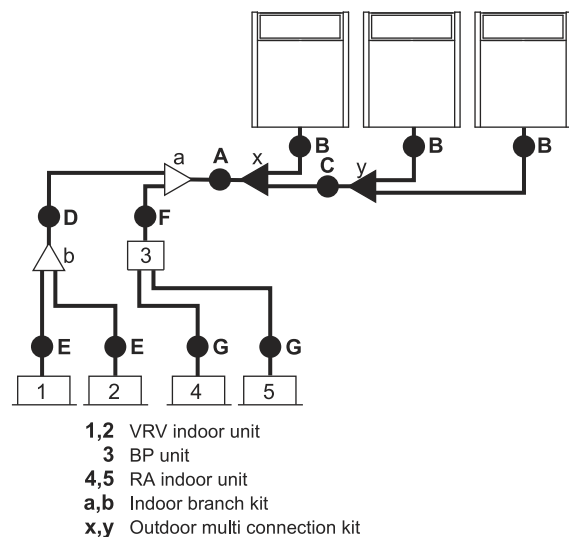 B B B
a A x C y
D F
b 3
E E G G
1 2 4 5
1,2 VRV indoor unit
3 BP unit
4,5 RA indoor unit
a,b Indoor branch kit
x,y Outdoor multi connection kit